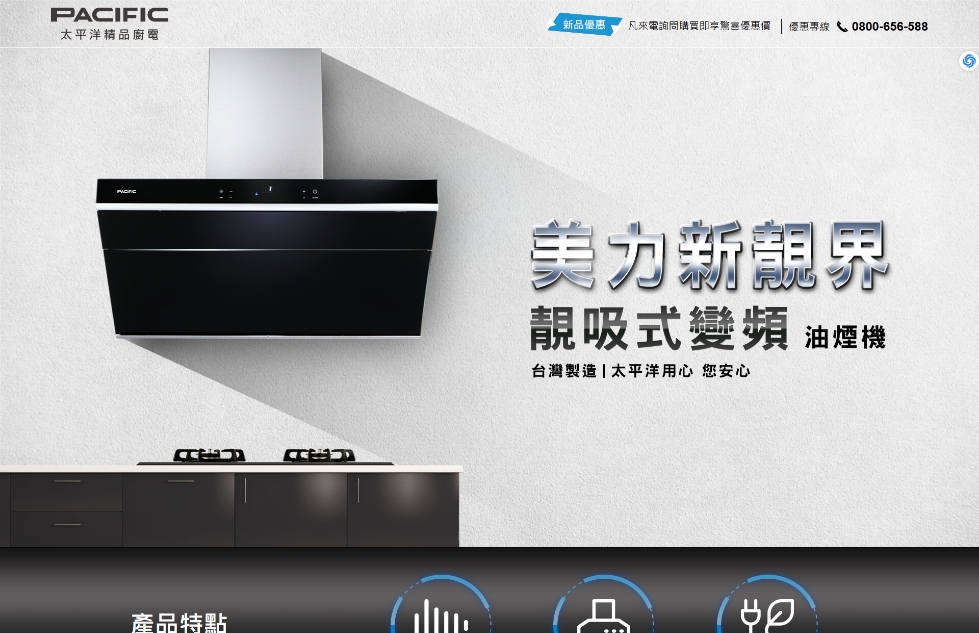 PACIFIC
太平洋精品廚電
新品優惠
凡來電詢問購買即享驚喜優惠價
優惠專線
0800-656-588
PACIFIC
美力新靚界
靚吸式變頻 油煙機
台灣製造 | 太平洋用心 您安心
產品特點